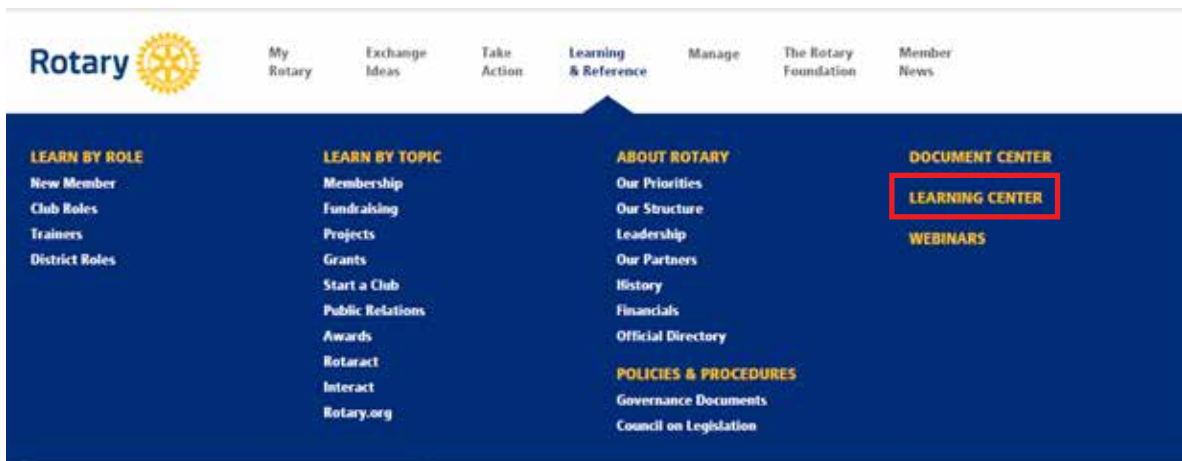 Rotary
My Rotary
Exchange Ideas
Take Action
Learning & Reference
Manage
The Rotary Foundation
Member News
LEARN BY ROLE
New Member
Club Roles
Trainers
District Roles
LEARN BY TOPIC
Membership
Fundraising
Projects
Grants
Start a Club
Public Relations
Awards
Rotaract
Interact
Rotary.org
ABOUT ROTARY
Our Priorities
Our Structure
Leadership
Our Partners
History
Financials
Official Directory
POLICIES & PROCEDURES
Governance Documents
Council on Legislation
DOCUMENT CENTER
LEARNING CENTER
WEBINARS